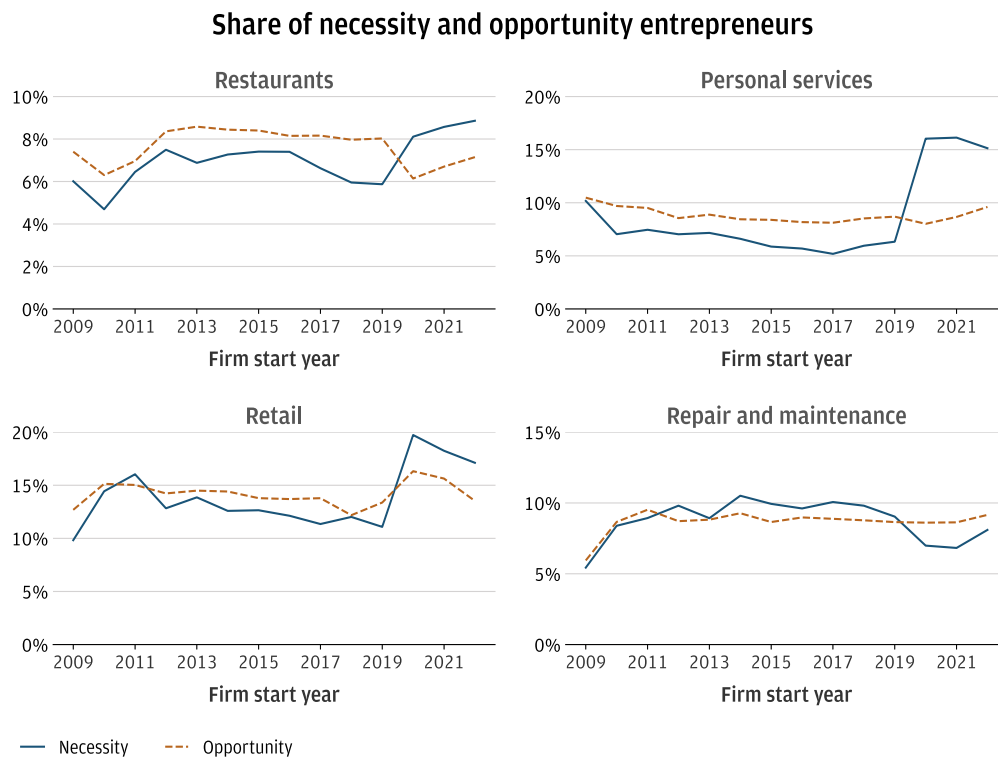 Share of necessity and opportunity entrepreneurs
Restaurants
10%
8%
6%
4%
2%
0%
2009 2011 2013 2015 2017 2019 2021
Firm start year
Personal services
20%
15%
10%
5%
0%
2009 2011 2013 2015 2017 2019 2021
Firm start year
Retail
20%
15%
10%
5%
0%
2009 2011 2013 2015 2017 2019 2021
Firm start year
Repair and maintenance
15%
10%
5%
0%
2009 2011 2013 2015 2017 2019 2021
Firm start year
Necessity Opportunity